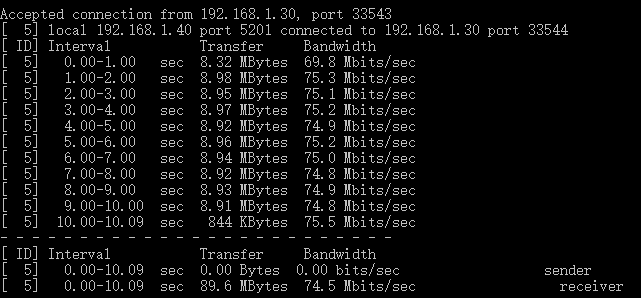 Accepted connection from 192.168.1.30, port 33543
[  5] local 192.168.1.40 port 5201 connected to 192.168.1.30 port 33544
[ ID] Interval           Transfer     Bandwidth
[  5]   0.00-1.00   sec  8.32 MBytes  69.8 Mbits/sec
[  5]   1.00-2.00   sec  8.98 MBytes  75.3 Mbits/sec
[  5]   2.00-3.00   sec  8.95 MBytes  75.1 Mbits/sec
[  5]   3.00-4.00   sec  8.97 MBytes  75.2 Mbits/sec
[  5]   4.00-5.00   sec  8.92 MBytes  74.9 Mbits/sec
[  5]   5.00-6.00   sec  8.96 MBytes  75.2 Mbits/sec
[  5]   6.00-7.00   sec  8.94 MBytes  75.0 Mbits/sec
[  5]   7.00-8.00   sec  8.92 MBytes  74.8 Mbits/sec
[  5]   8.00-9.00   sec  8.93 MBytes  74.9 Mbits/sec
[  5]   9.00-10.00  sec  8.91 MBytes  74.8 Mbits/sec
[  5]  10.00-10.09  sec   844 KBytes  75.5 Mbits/sec
- - - - - - - - - - - - - - - - - - - - - - - - -
[ ID] Interval           Transfer     Bandwidth
[  5]   0.00-10.09  sec  0.00 Bytes  0.00 bits/sec                  sender
[  5]   0.00-10.09  sec  89.6 MBytes  74.5 Mbits/sec                  receiver